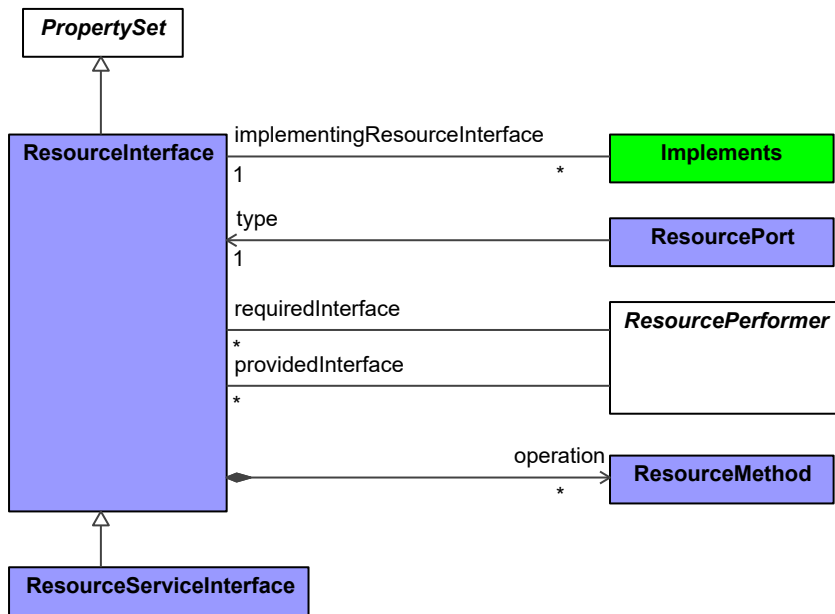 PropertySet
ResourceInterface
implementingResourceInterface
1
*
Implements
type
1
ResourcePort
requiredInterface
*
providedInterface
*
ResourcePerformer
operation
*
ResourceMethod
ResourceServiceInterface